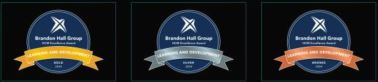 Brandon Hall Group
HCM Excellence Award
LEARNING AND DEVELOPMENT
GOLD
Brandon Hall Group
HCM Excellence Award
LEARNING AND DEVELOPMENT
SILVER
Brandon Hall Group
HCM Excellence Award
LEARNING AND DEVELOPMENT
BRONZE